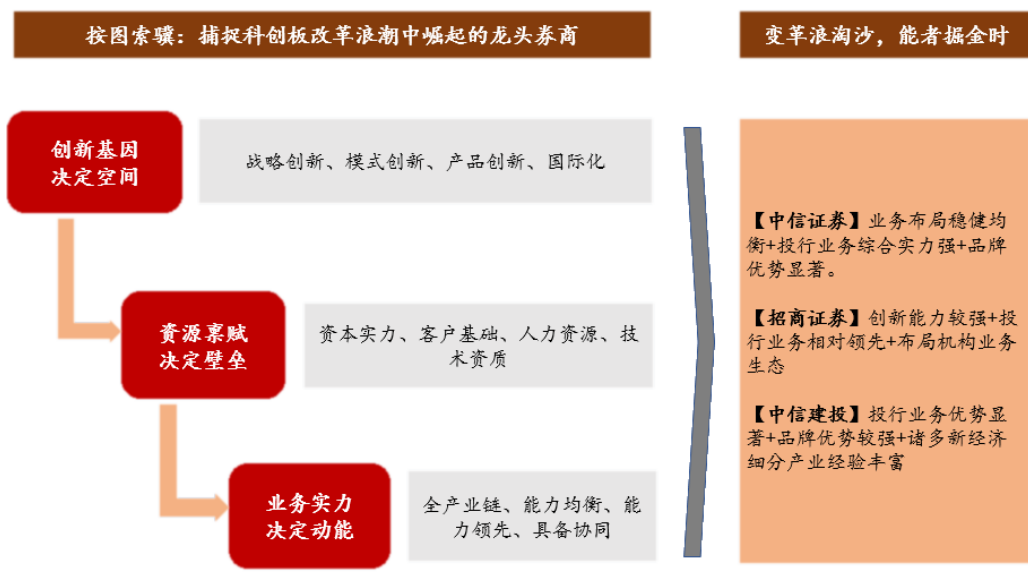 按图索骥：捕捉科创板改革浪潮中崛起的龙头券商
变革浪淘沙，能者掘金时
创新基因
决定空间
战略创新、模式创新、产品创新、国际化
资源禀赋
决定壁垒
资本实力、客户基础、人力资源、技
术资质
业务实力
决定动能
全产业链、能力均衡、能
力领先、具备协同
【中信证券】业务布局稳健均
衡+投行业务综合实力强+品牌
优势显著。
【招商证券】创新能力较强+投
行业务相对领先+布局机构业务
生态
【中信建投】投行业务优势显
著+品牌优势较强+诸多新经济
细分产业经验丰富